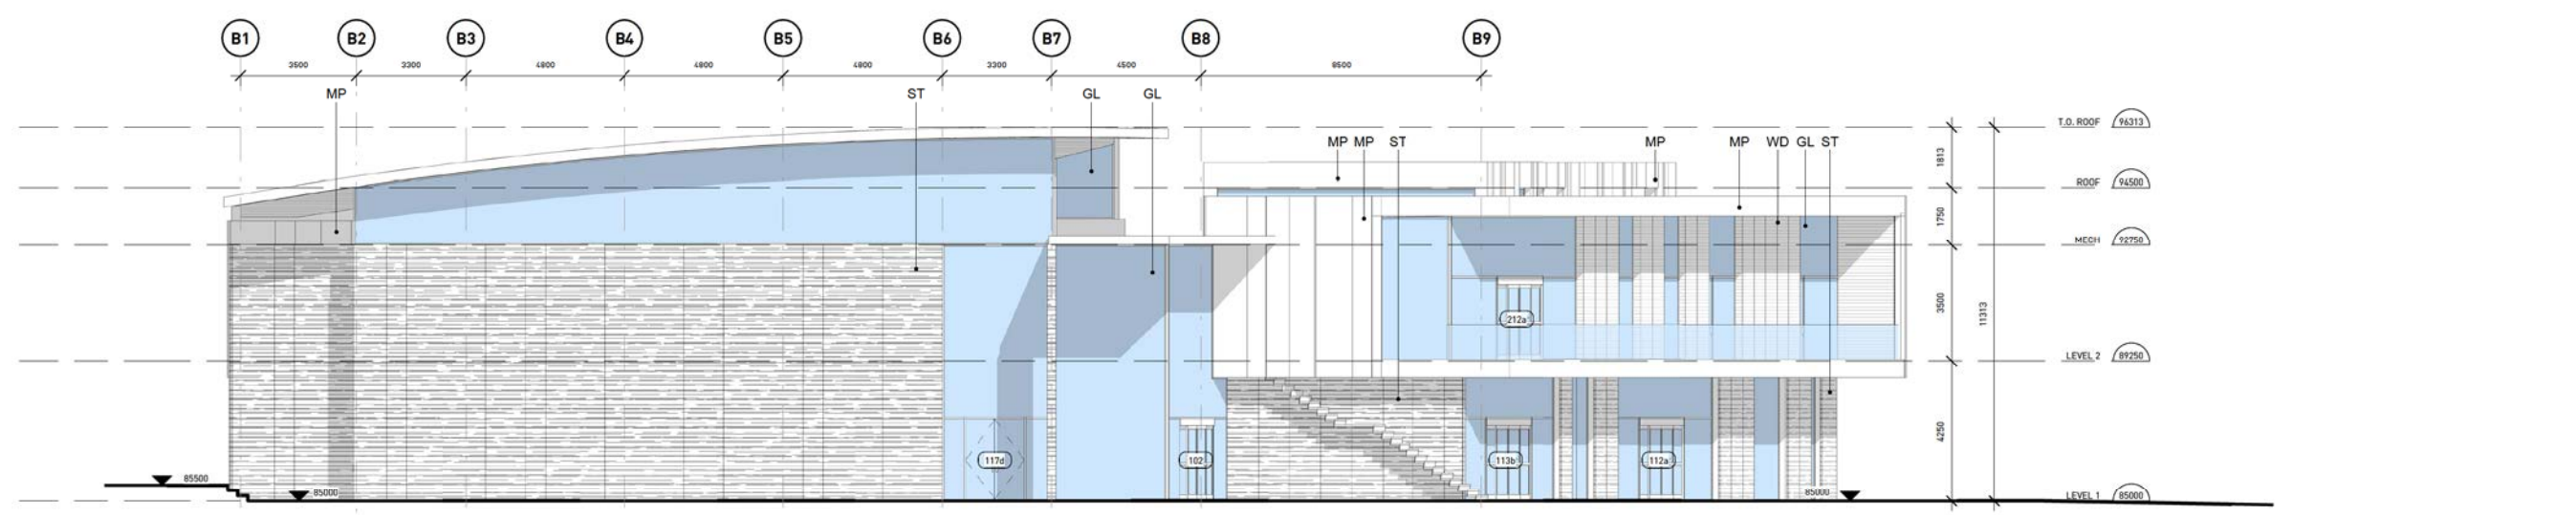 B1 B2 B3 B4 B5 B6 B7 B8 B9
3500 3300 4800 4800 4800 3300 4500 8500
MP ST GL GL
T.O. ROOF 96313
MP MP ST MP MP WD GL ST
1813
ROOF 94500
1750
MECH 92750
3500
11313
212a
LEVEL 2 89250
4250
117d 102 113b 112a
85500
85000
85000
LEVEL 1 85000